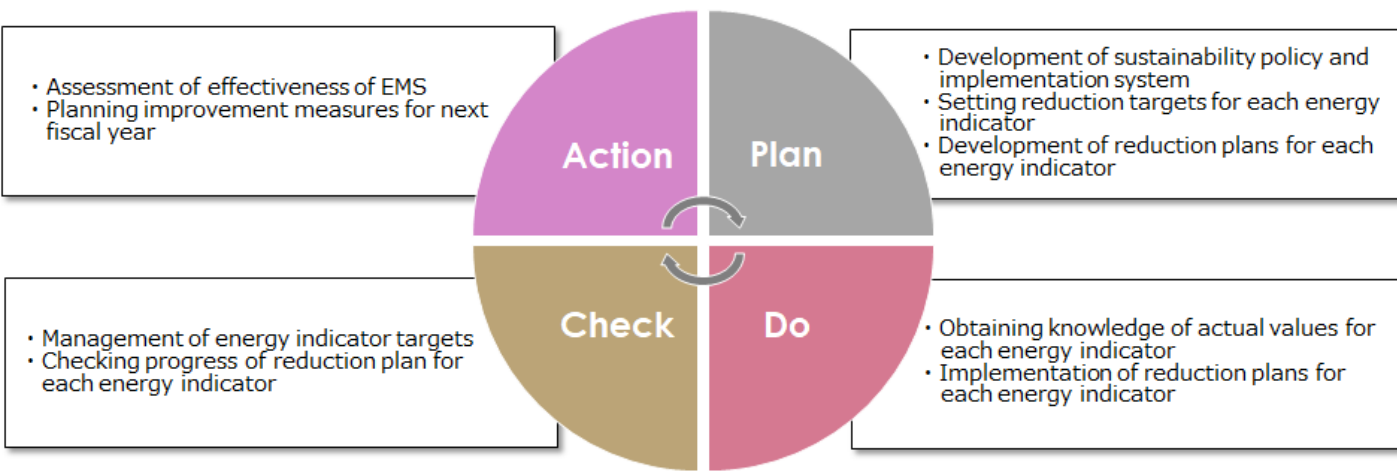 ・Assessment of effectiveness of EMS
・Planning improvement measures for next
fiscal year
Action
Plan
・Development of sustainability policy and
implementation system
・Setting reduction targets for each energy
indicator
・Development of reduction plans for each
energy indicator
・Management of energy indicator targets
・Checking progress of reduction plan for
each energy indicator
Check
Do
・Obtaining knowledge of actual values for
each energy indicator
・Implementation of reduction plans for
each energy indicator